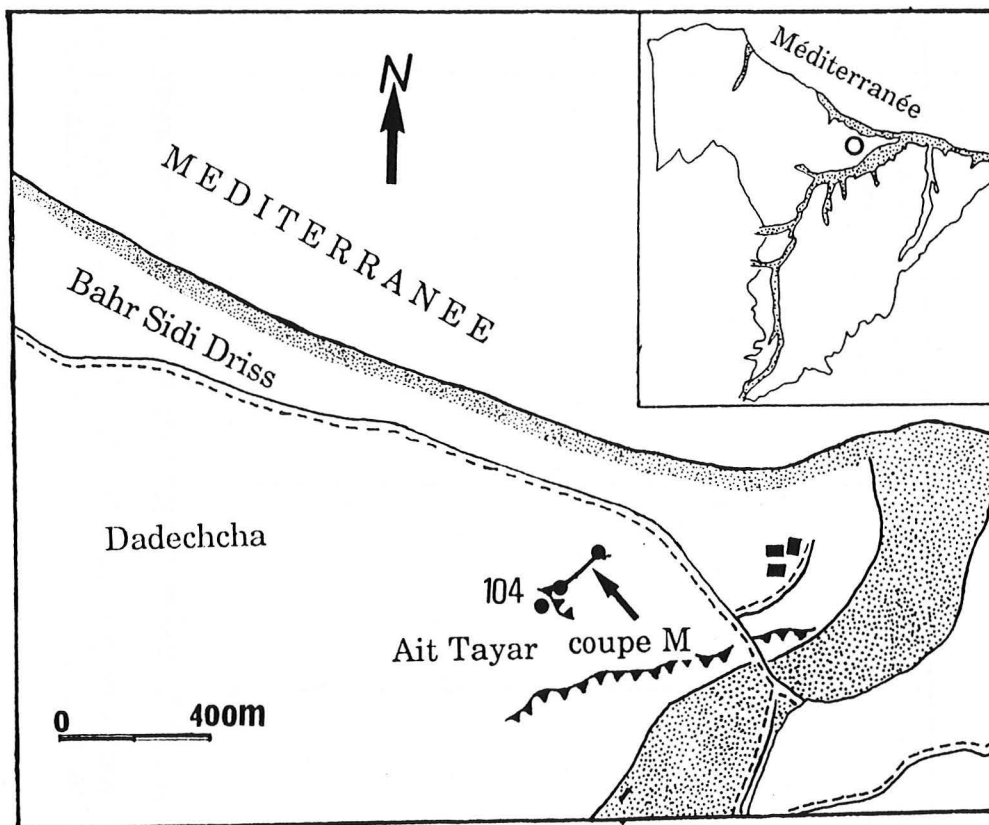 N
Méditerranée
MEDITERRANEE
Bahr Sidi Driss
Dadechcha
104
Ait Tayar coupe M
0 400m